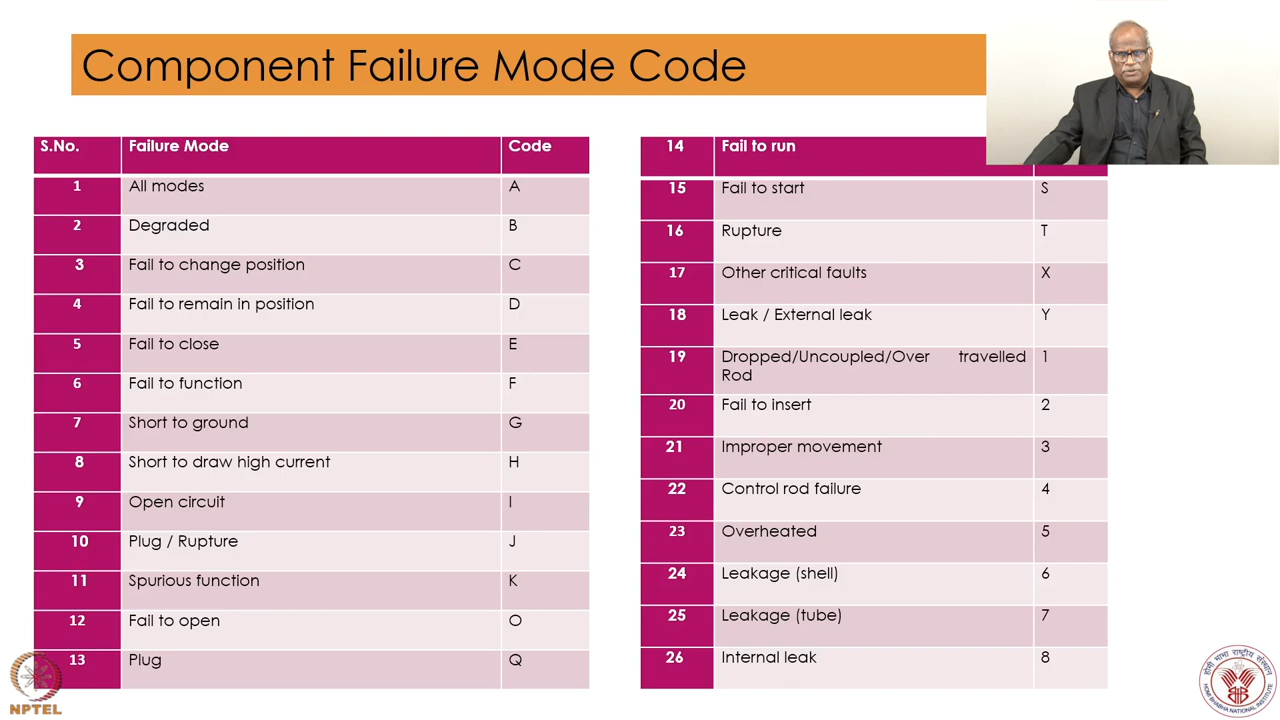 Component Failure Mode Code
S.No. Failure Mode Code
1 All modes A
2 Degraded B
3 Fail to change position C
4 Fail to remain in position D
5 Fail to close E
6 Fail to function F
7 Short to ground G
8 Short to draw high current H
9 Open circuit I
10 Plug / Rupture J
11 Spurious function K
12 Fail to open O
13 Plug Q
14 Fail to run
15 Fail to start S
16 Rupture T
17 Other critical faults X
18 Leak / External leak Y
19 Dropped/Uncoupled/Over travelled 1
Rod
20 Fail to insert 2
21 Improper movement 3
22 Control rod failure 4
23 Overheated 5
24 Leakage (shell) 6
25 Leakage (tube) 7
26 Internal leak 8
NPTEL
होमी भाभा राष्ट्रीय संस्थान
HOMI BHABHA NATIONAL INSTITUTE